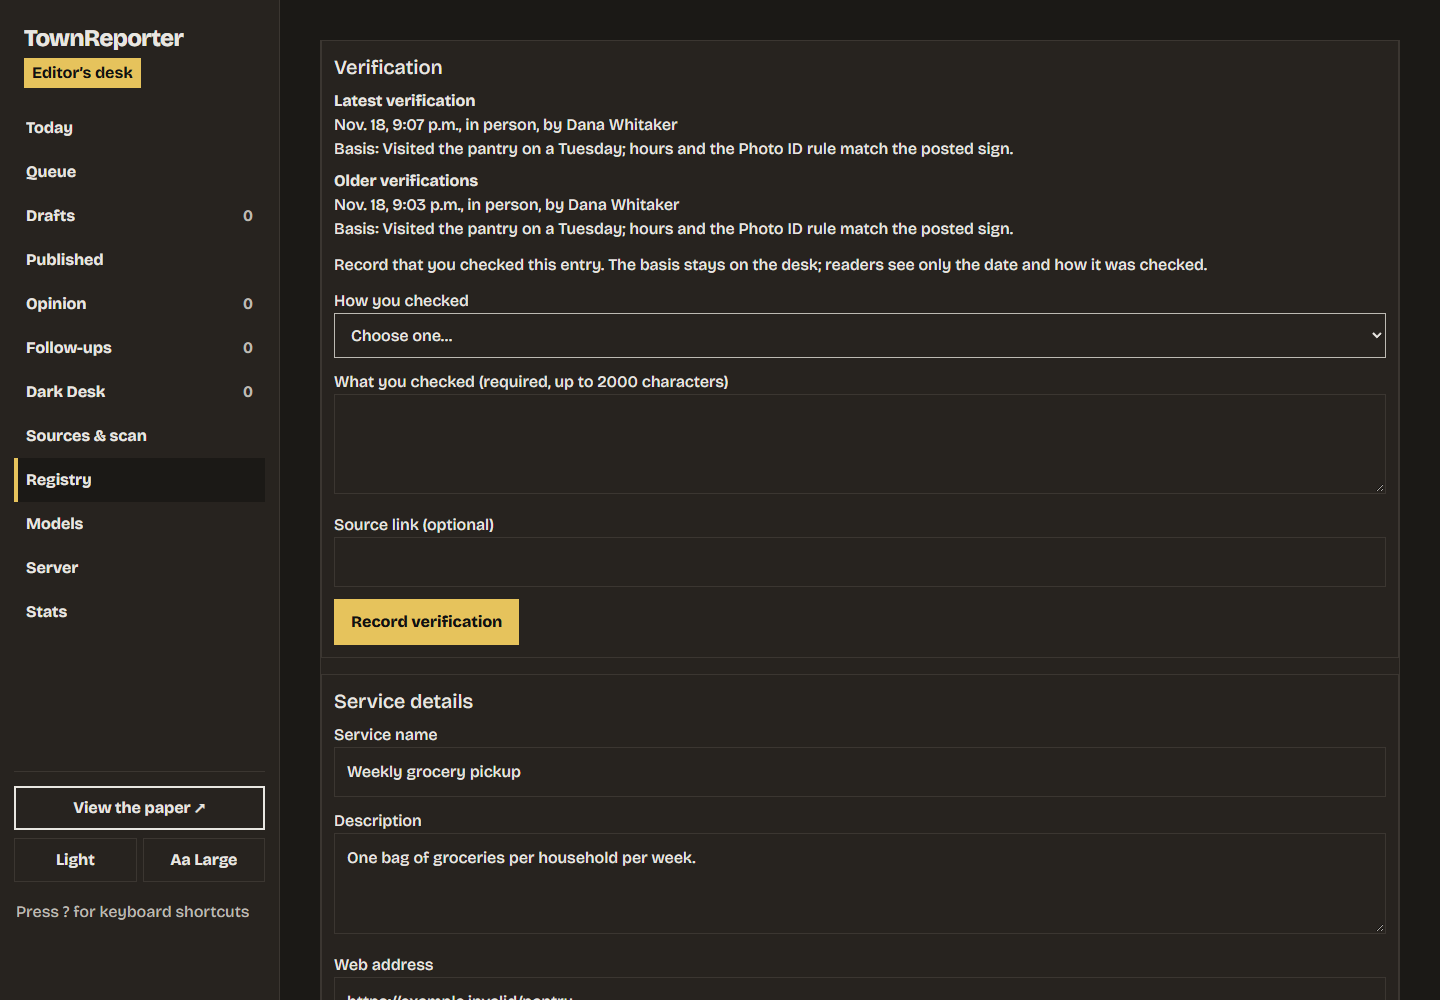 TownReporter
Editor's desk
Today
Queue
Drafts 0
Published
Opinion 0
Follow-ups 0
Dark Desk 0
Sources & scan
Registry
Models
Server
Stats
View the paper ↗
Light
Aa Large
Press ? for keyboard shortcuts
Verification
Latest verification
Nov. 18, 9:07 p.m., in person, by Dana Whitaker
Basis: Visited the pantry on a Tuesday; hours and the Photo ID rule match the posted sign.
Older verifications
Nov. 18, 9:03 p.m., in person, by Dana Whitaker
Basis: Visited the pantry on a Tuesday; hours and the Photo ID rule match the posted sign.
Record that you checked this entry. The basis stays on the desk; readers see only the date and how it was checked.
How you checked
Choose one...
What you checked (required, up to 2000 characters)
Source link (optional)
Record verification
Service details
Service name
Weekly grocery pickup
Description
One bag of groceries per household per week.
Web address
https://example.invalid/pantry